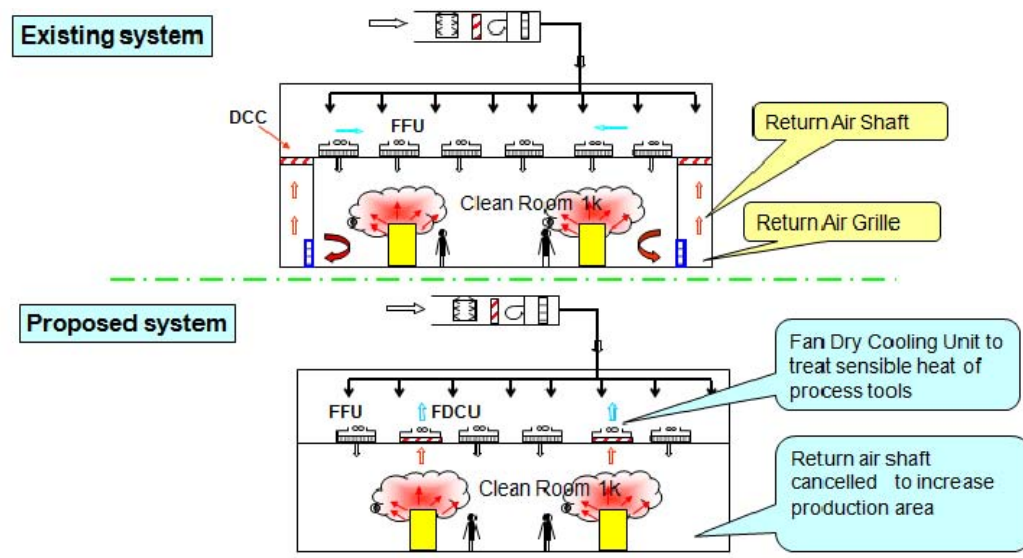 Existing system
DCC
FFU
Return Air Shaft
Clean Room 1k
Return Air Grille
Proposed system
Fan Dry Cooling Unit to
treat sensible heat of
process tools
FFU
FDCU
Clean Room 1k
Return air shaft
cancelled to increase
production area